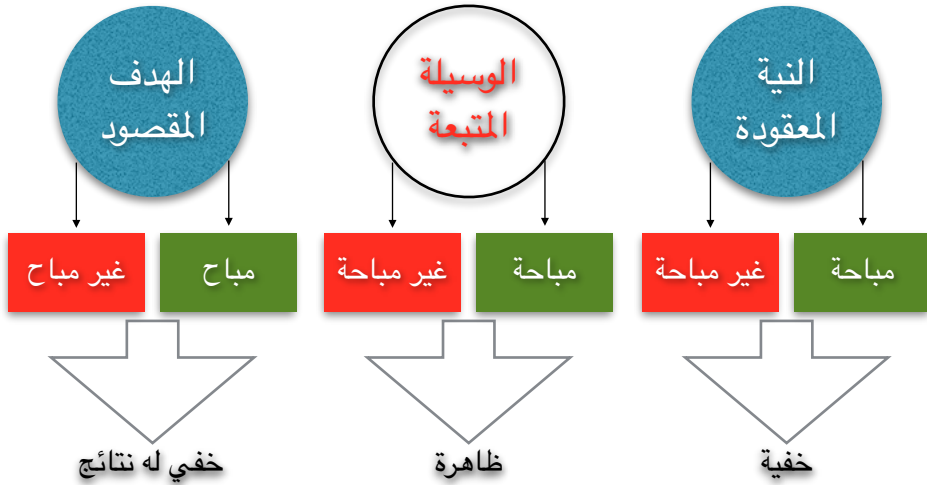 النية
المعقودة
الوسيلة
المتبعة
الهدف
المقصود
مباحة
غير مباحة
مباحة
غير مباحة
مباح
غير مباح
خفية
ظاهرة
خفي له نتائج